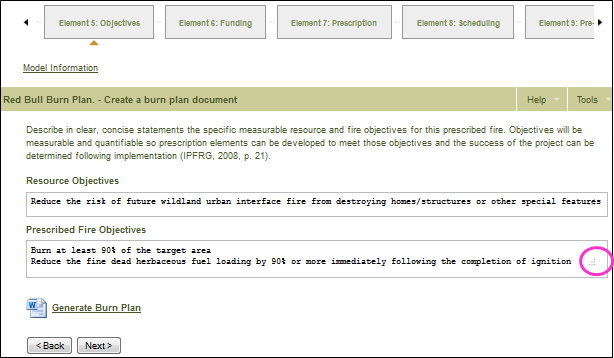 Element 5: Objectives
Element 6: Funding
Element 7: Prescription
Element 8: Scheduling
Element 9: Pre-
Model Information
Red Bull Burn Plan. - Create a burn plan document
Help
Tools
Describe in clear, concise statements the specific measurable resource and fire objectives for this prescribed fire. Objectives will be
measurable and quantifiable so prescription elements can be developed to meet those objectives and the success of the project can be
determined following implementation (IPFRG, 2008, p. 21).
Resource Objectives
Reduce the risk of future wildland urban interface fire from destroying homes/structures or other special features
Prescribed Fire Objectives
Burn at least 90% of the target area
Reduce the fine dead herbaceous fuel loading by 90% or more immediately following the completion of ignition
Generate Burn Plan
< Back
Next >